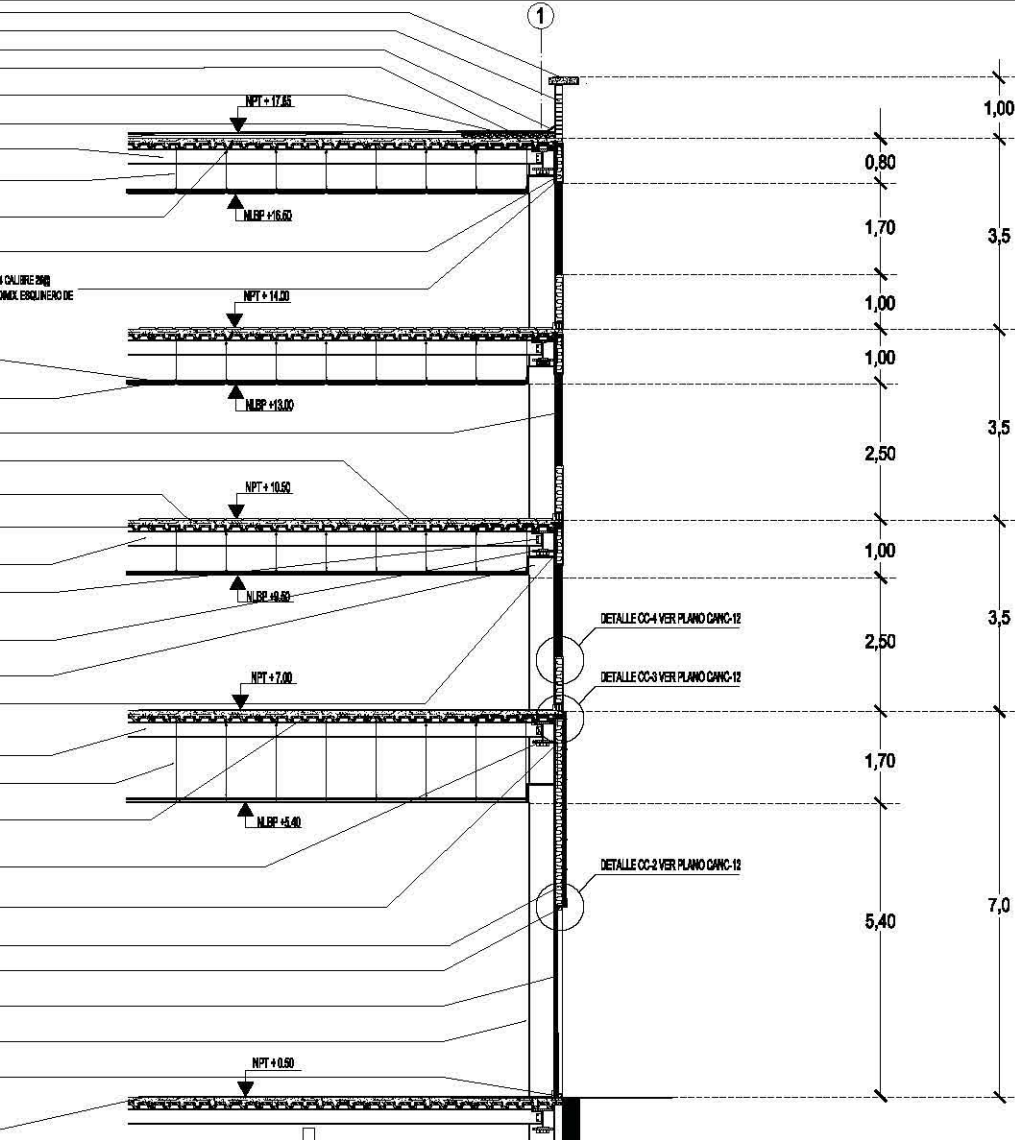 1
NPT + 17.85
1,00
0,80
NLBP +16.50
1,70
3,5
CALIBRE
ESQUINERO DE
NPT + 14.00
1,00
1,00
NLBP +13.00
3,5
2,50
NPT + 10.50
1,00
NLBP +9.50
3,5
DETALLE CC-4 VER PLANO CANC-12
2,50
NPT + 7.00
DETALLE CC-3 VER PLANO CANC-12
1,70
NLBP +5.40
DETALLE CC-2 VER PLANO CANC-12
7,0
5,40
NPT + 0.50